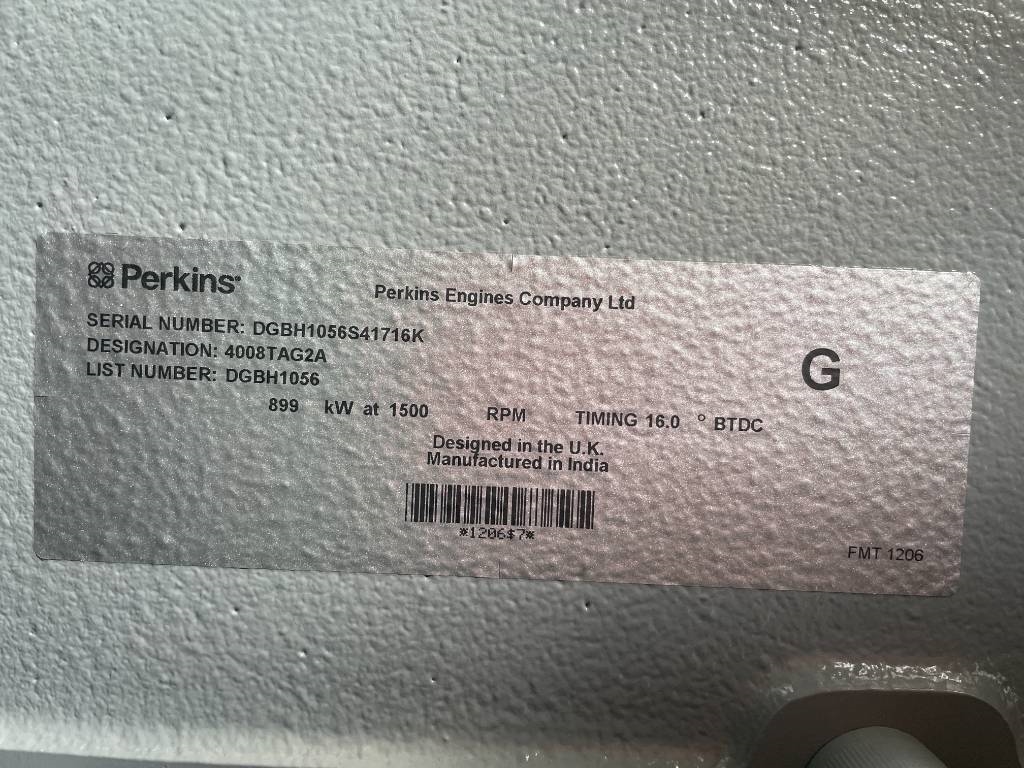 Perkins
Perkins Engines Company Ltd
SERIAL NUMBER: DGBH1056S41716K
DESIGNATION: 4008TAG2A
LIST NUMBER: DGBH1056
G
899 kW at 1500 RPM TIMING 16.0 ° BTDC
Designed in the U.K.
Manufactured in India
*1206$7*
FMT 1206